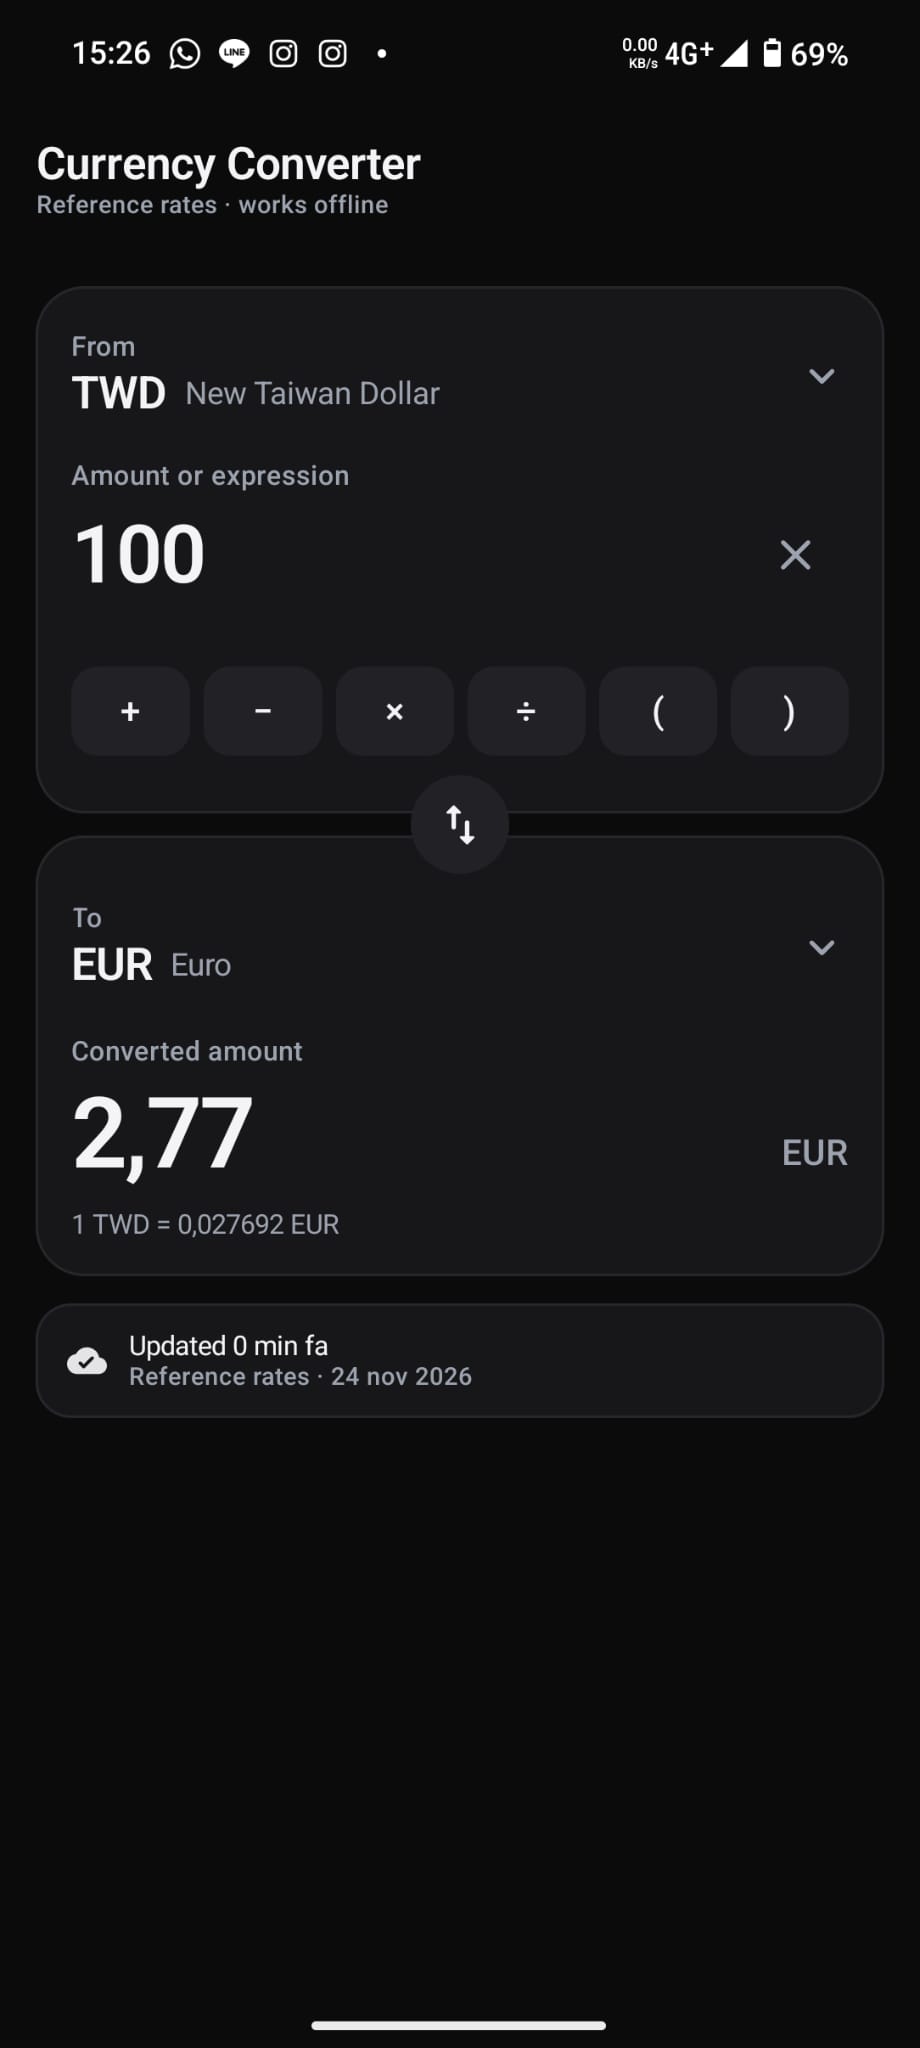 15:26 LINE 0.00 KB/s 4G+ 69%
Currency Converter
Reference rates · works offline
From
TWD New Taiwan Dollar
Amount or expression
100
+ − × ÷ ( )
To
EUR Euro
Converted amount
2,77 EUR
1 TWD = 0,027692 EUR
Updated 0 min fa
Reference rates · 24 nov 2026